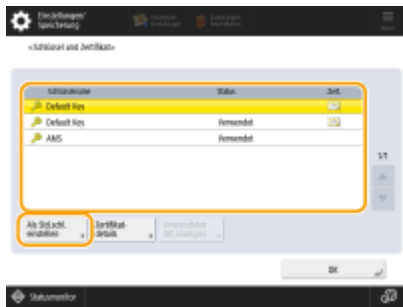 Einstellungen/
Speicherung
<Schlüssel und Zertifikat>
Schlüsselname Status Zert.
Default Key
Default Key Verwendet
AMS Verwendet
1/1
Als Std.schl.
einstellen
Zertifikat-
details
OK
Statusmonitor